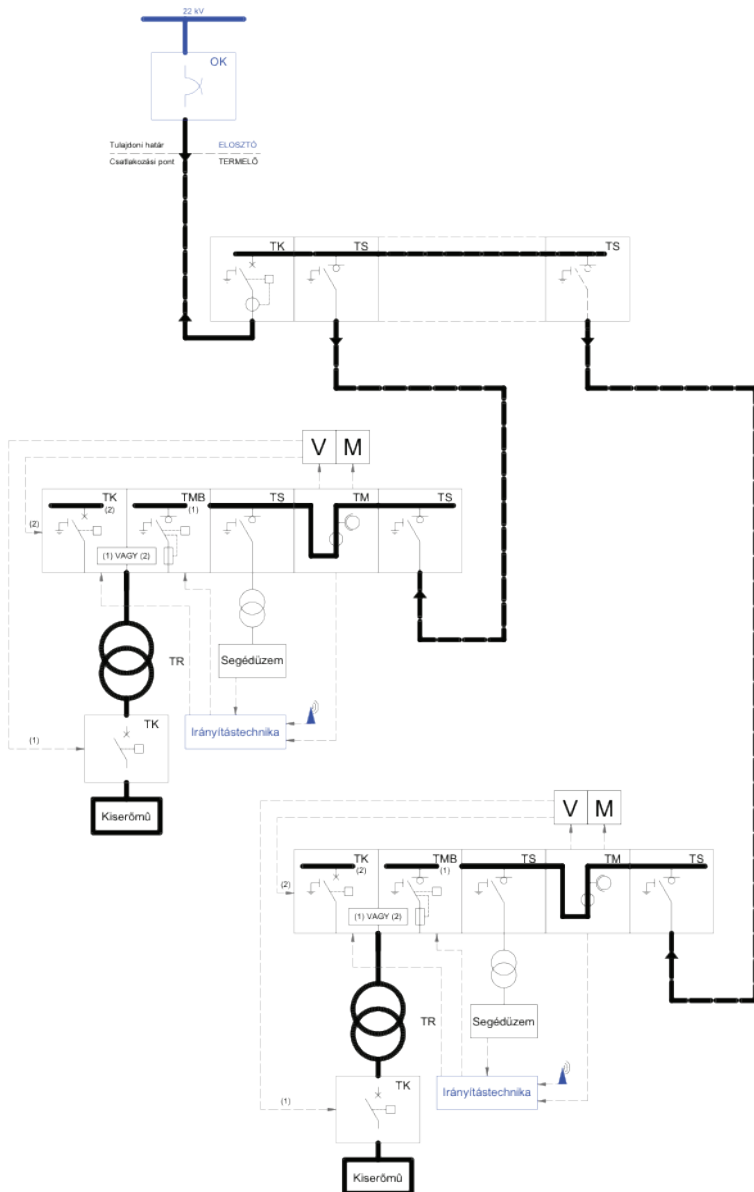 22 kV
OK
Tulajdoni határ
ELOSZTÓ
Csatlakozási pont
TERMELŐ
TK
TS
TS
V
M
TK
(2)
TMB
(1)
TS
TM
TS
(2)
(1) VAGY (2)
TR
Segédüzem
TK
Irányítástechnika
(1)
Kiserőmû
V
M
TK
(2)
TMB
(1)
TS
TM
TS
(2)
(1) VAGY (2)
TR
Segédüzem
TK
Irányítástechnika
(1)
Kiserőmû